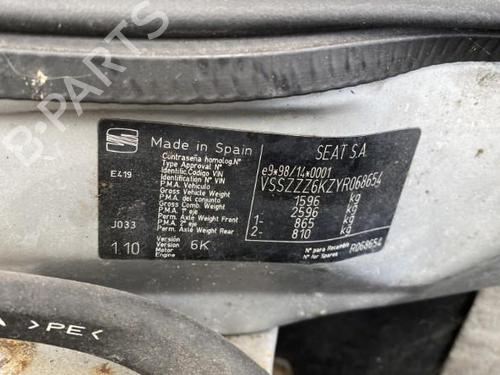 B-PARTS
Made in Spain
SEAT S.A.
Contraseña homolog.Nº
Type Approval Nº
e9*98/14*0001
E419
Identific.Codigo VIN
Identification Nº VIN
VSSZZZ6KZYR068654
P.M.A. Vehiculo
Gross Vehicle Weight
1596 kg
P.M.A. del conjunto
Gross Comb. Weight
2596 kg
P.M.A. 1º eje
Perm. Axle Weight Front
1- 865 kg
J033
P.M.A. 2º eje
Perm. Axle Weight Rear
2- 810 kg
1.10
Version
Version
6K
Motor
Engine
Nº para Recambio
Nº for Spares
R068654
>PE<